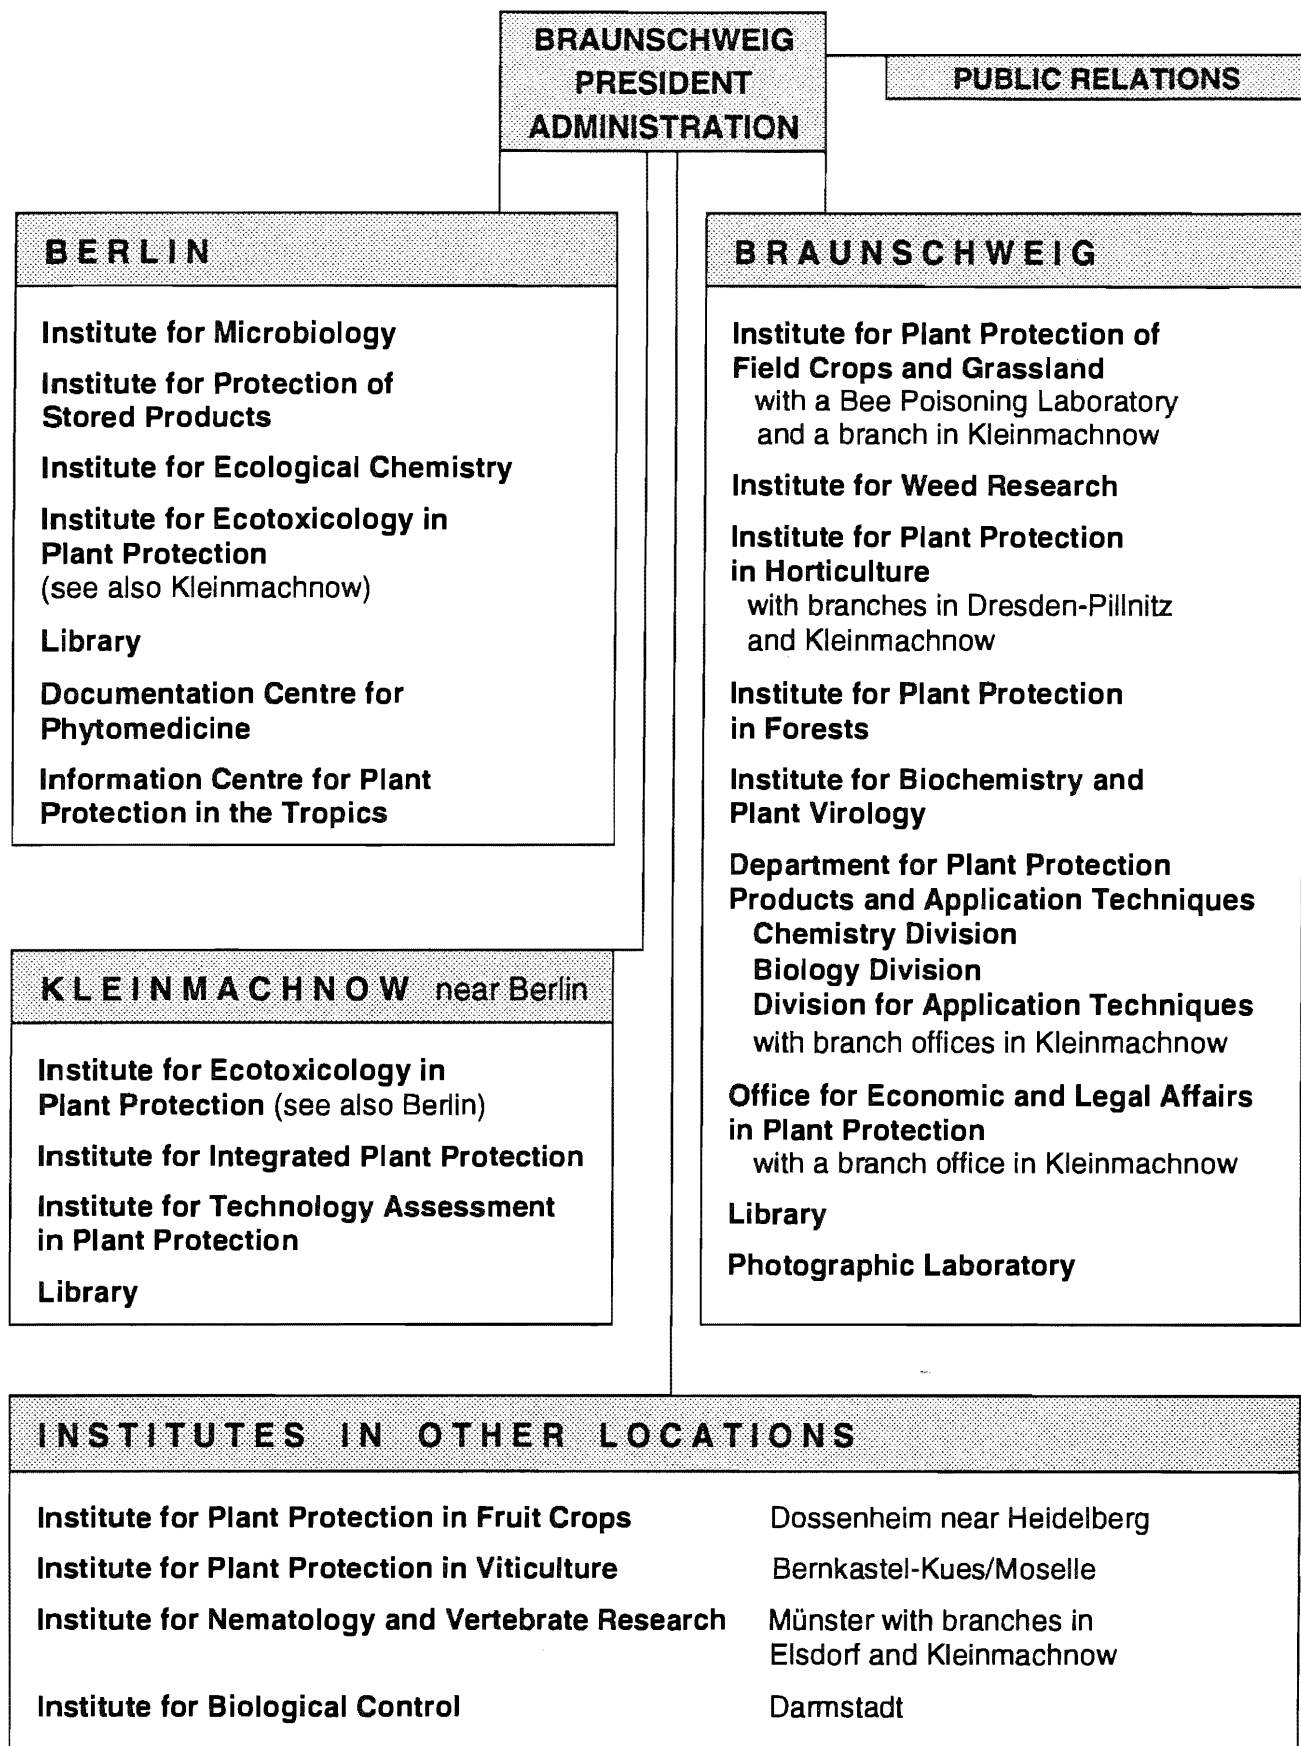 BRAUNSCHWEIG
PRESIDENT
ADMINISTRATION
PUBLIC RELATIONS
BERLIN
Institute for Microbiology
Institute for Protection of
Stored Products
Institute for Ecological Chemistry
Institute for Ecotoxicology in
Plant Protection
(see also Kleinmachnow)
Library
Documentation Centre for
Phytomedicine
Information Centre for Plant
Protection in the Tropics
KLEINMACHNOW near Berlin
Institute for Ecotoxicology in
Plant Protection (see also Berlin)
Institute for Integrated Plant Protection
Institute for Technology Assessment
in Plant Protection
Library
BRAUNSCHWEIG
Institute for Plant Protection of
Field Crops and Grassland
with a Bee Poisoning Laboratory
and a branch in Kleinmachnow
Institute for Weed Research
Institute for Plant Protection
in Horticulture
with branches in Dresden-Pillnitz
and Kleinmachnow
Institute for Plant Protection
in Forests
Institute for Biochemistry and
Plant Virology
Department for Plant Protection
Products and Application Techniques
Chemistry Division
Biology Division
Division for Application Techniques
with branch offices in Kleinmachnow
Office for Economic and Legal Affairs
in Plant Protection
with a branch office in Kleinmachnow
Library
Photographic Laboratory
INSTITUTES IN OTHER LOCATIONS
Institute for Plant Protection in Fruit Crops Dossenheim near Heidelberg
Institute for Plant Protection in Viticulture Bernkastel-Kues/Moselle
Institute for Nematology and Vertebrate Research Münster with branches in
Elsdorf and Kleinmachnow
Institute for Biological Control Darmstadt